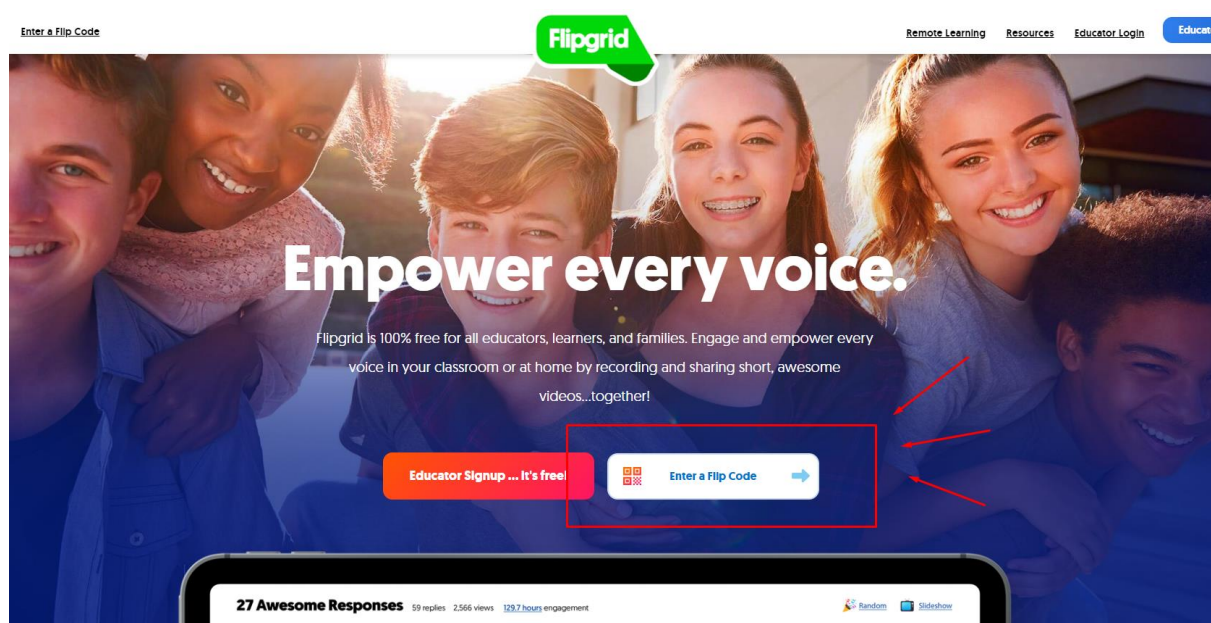 Enter a Flip Code
Flipgrid
Remote Learning Resources Educator Login
Empower every voice.
Flipgrid is 100% free for all educators, learners, and families. Engage and empower every
voice in your classroom or at home by recording and sharing short, awesome
videos...together!
Educator Signup ... It's free!
Enter a Flip Code
27 Awesome Responses 59 replies 2,566 views 129.7 hours engagement
Random Slideshow